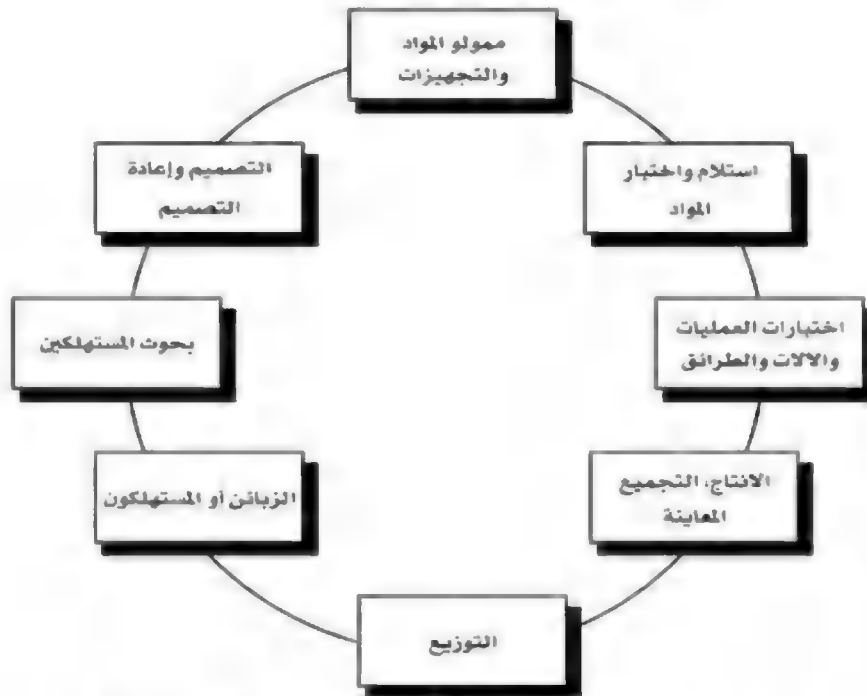 ممولو المواد
والتجهيزات
استلام واختبار
المواد
اختبارات العمليات
والآلات والطرائق
الانتاج، التجميع
المعاينة
التوزيع
الزبائن أو المستهلكون
بحوث المستهلكين
التصميم وإعادة
التصميم